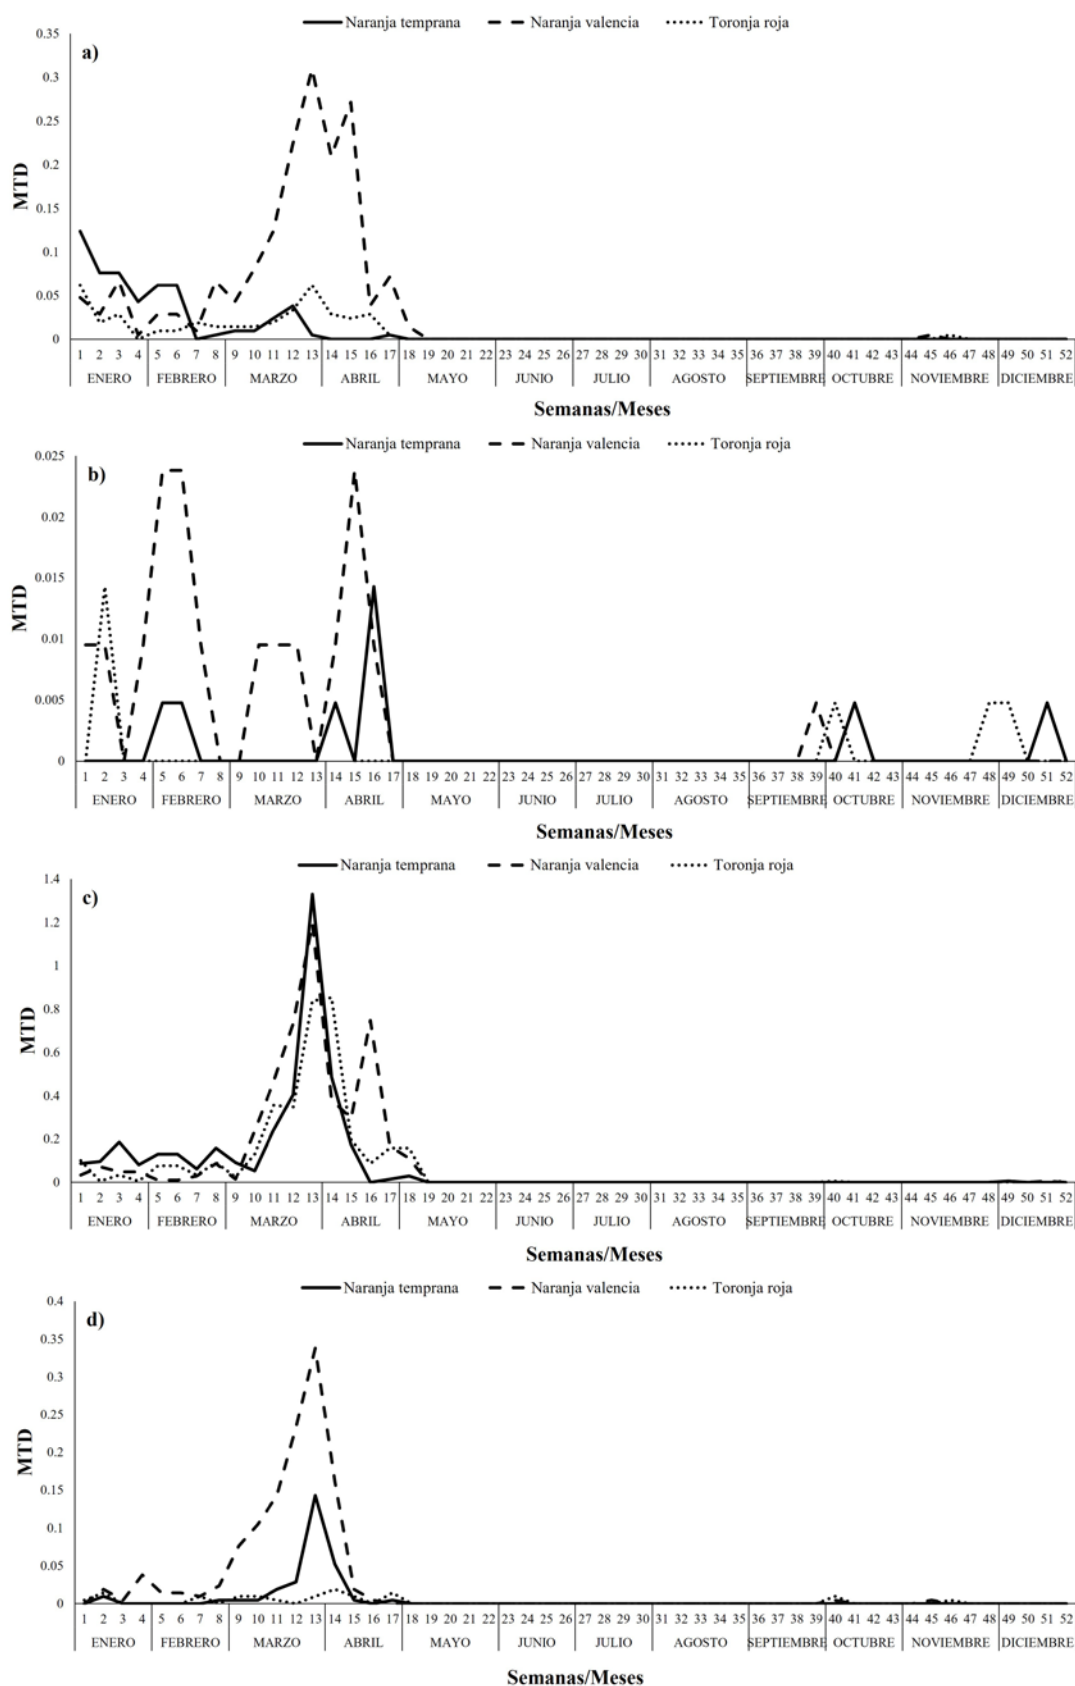 Naranja temprana Naranja valencia Toronja roja
a)
0.35
0.3
0.25
0.2
0.15
0.1
0.05
0
MTD
1 2 3 4 5 6 7 8 9 10 11 12 13 14 15 16 17 18 19 20 21 22 23 24 25 26 27 28 29 30 31 32 33 34 35 36 37 38 39 40 41 42 43 44 45 46 47 48 49 50 51 52
ENERO FEBRERO MARZO ABRIL MAYO JUNIO JULIO AGOSTO SEPTIEMBRE OCTUBRE NOVIEMBRE DICIEMBRE
Semanas/Meses
Naranja temprana Naranja valencia Toronja roja
b)
0.025
0.02
0.015
0.01
0.005
0
MTD
1 2 3 4 5 6 7 8 9 10 11 12 13 14 15 16 17 18 19 20 21 22 23 24 25 26 27 28 29 30 31 32 33 34 35 36 37 38 39 40 41 42 43 44 45 46 47 48 49 50 51 52
ENERO FEBRERO MARZO ABRIL MAYO JUNIO JULIO AGOSTO SEPTIEMBRE OCTUBRE NOVIEMBRE DICIEMBRE
Semanas/Meses
Naranja temprana Naranja valencia Toronja roja
c)
1.4
1.2
1
0.8
0.6
0.4
0.2
0
MTD
1 2 3 4 5 6 7 8 9 10 11 12 13 14 15 16 17 18 19 20 21 22 23 24 25 26 27 28 29 30 31 32 33 34 35 36 37 38 39 40 41 42 43 44 45 46 47 48 49 50 51 52
ENERO FEBRERO MARZO ABRIL MAYO JUNIO JULIO AGOSTO SEPTIEMBRE OCTUBRE NOVIEMBRE DICIEMBRE
Semanas/Meses
Naranja temprana Naranja valencia Toronja roja
d)
0.4
0.35
0.3
0.25
0.2
0.15
0.1
0.05
0
MTD
1 2 3 4 5 6 7 8 9 10 11 12 13 14 15 16 17 18 19 20 21 22 23 24 25 26 27 28 29 30 31 32 33 34 35 36 37 38 39 40 41 42 43 44 45 46 47 48 49 50 51 52
ENERO FEBRERO MARZO ABRIL MAYO JUNIO JULIO AGOSTO SEPTIEMBRE OCTUBRE NOVIEMBRE DICIEMBRE
Semanas/Meses